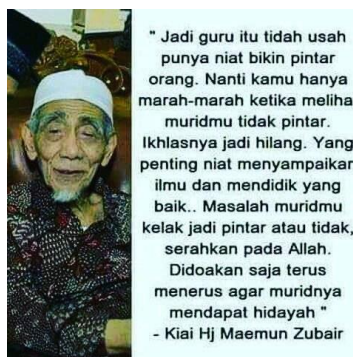 " Jadi guru itu tidah usah
punya niat bikin pintar
orang. Nanti kamu hanya
marah-marah ketika meliha
muridmu tidak pintar.
Ikhlasnya jadi hilang. Yang
penting niat menyampaikan
ilmu dan mendidik yang
baik.. Masalah muridmu
kelak jadi pintar atau tidak,
serahkan pada Allah.
Didoakan saja terus
menerus agar muridnya
mendapat hidayah "
- Kiai Hj Maemun Zubair